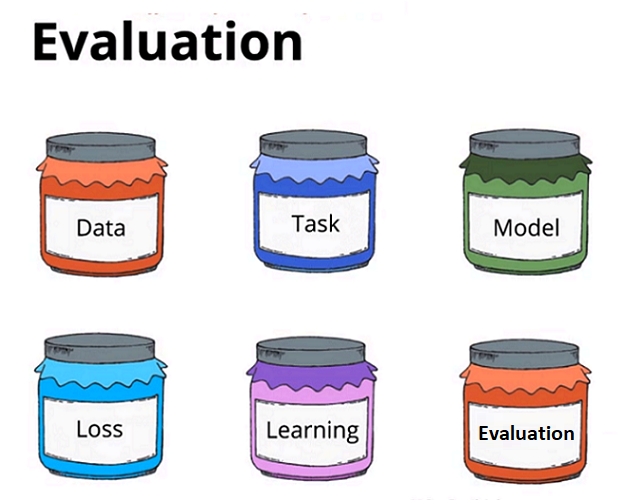 Evaluation
Data
Task
Model
Loss
Learning
Evaluation